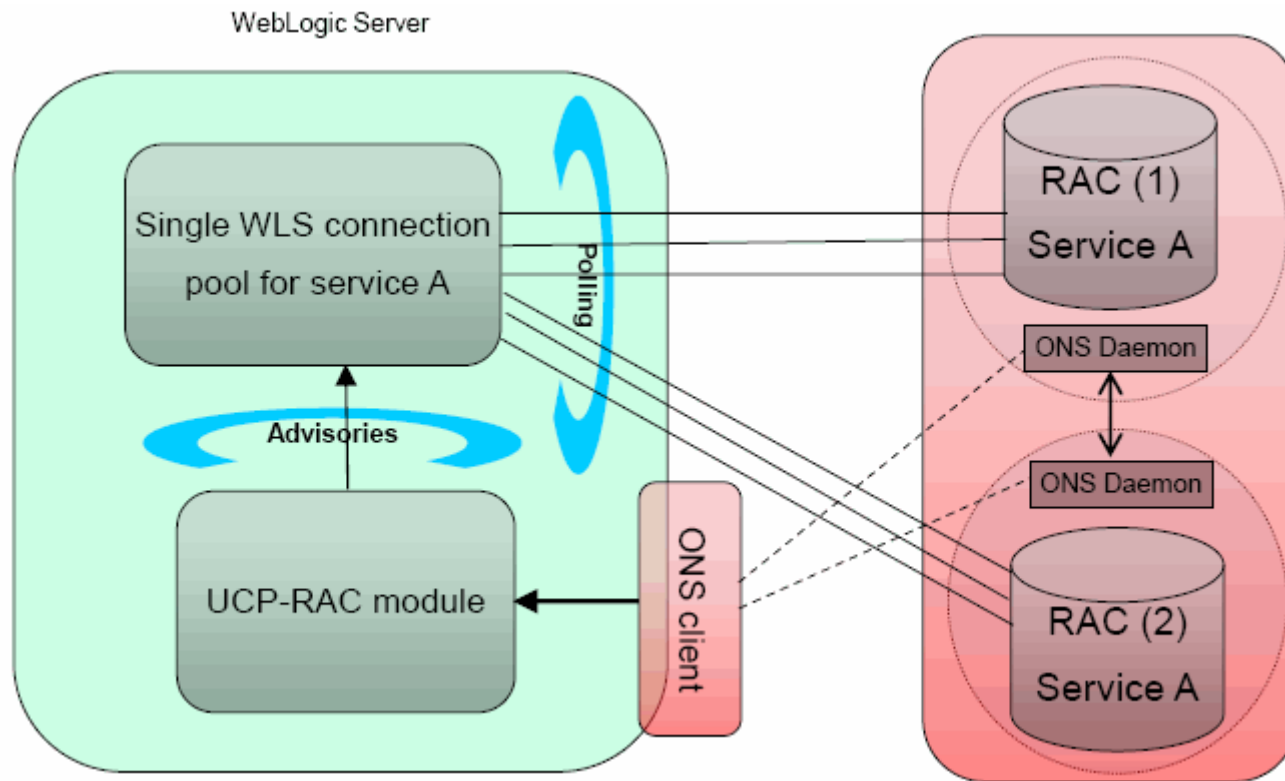 WebLogic Server
Single WLS connection
pool for service A
Polling
Advisories
UCP-RAC module
ONS client
RAC (1)
Service A
ONS Daemon
ONS Daemon
RAC (2)
Service A